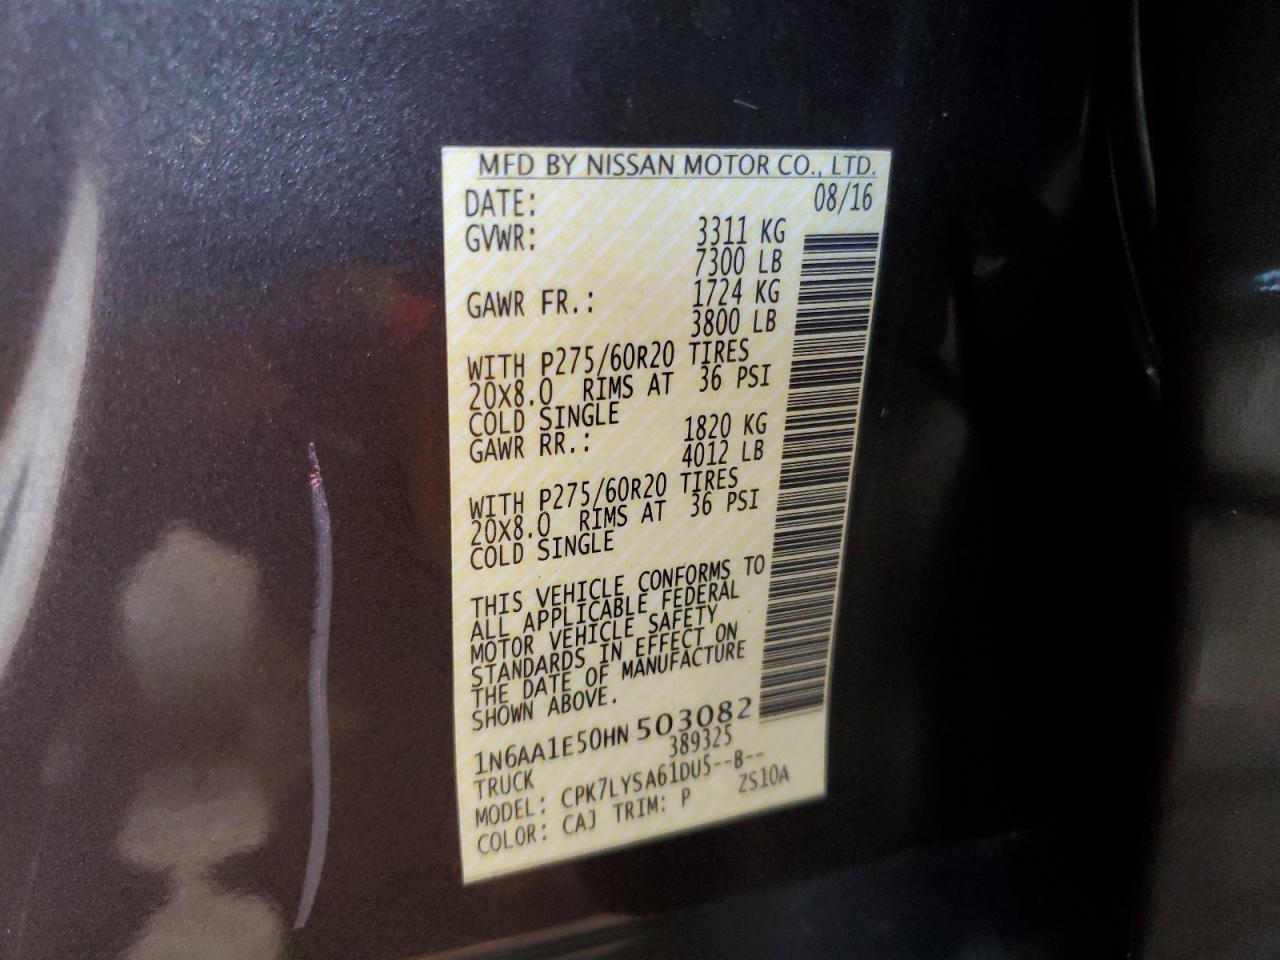 MFD BY NISSAN MOTOR CO., LTD.
DATE: 08/16
GVWR: 3311 KG
7300 LB
GAWR FR.: 1724 KG
3800 LB
WITH P275/60R20 TIRES
20X8.0 RIMS AT 36 PSI
COLD SINGLE
GAWR RR.: 1820 KG
4012 LB
WITH P275/60R20 TIRES
20X8.0 RIMS AT 36 PSI
COLD SINGLE
THIS VEHICLE CONFORMS TO
ALL APPLICABLE FEDERAL
MOTOR VEHICLE SAFETY
STANDARDS IN EFFECT ON
THE DATE OF MANUFACTURE
SHOWN ABOVE.
1N6AA1E50HN 503082
TRUCK 389325
MODEL: CPK7LYSA61DU5--B--
COLOR: CAJ TRIM: P ZS10A